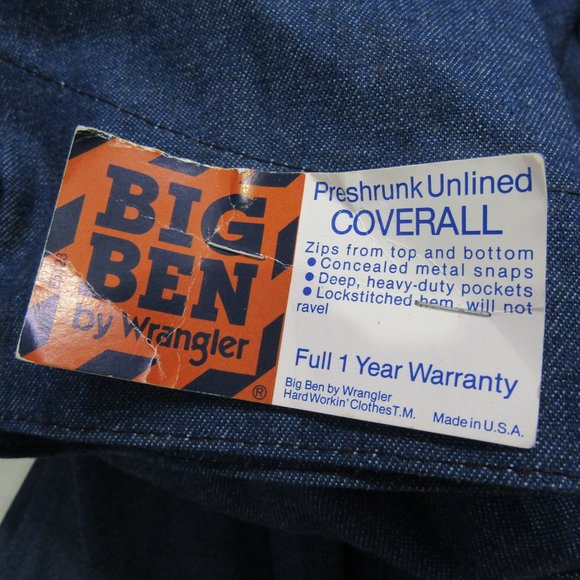 BIG
BEN
by Wrangler
®
Preshrunk Unlined
COVERALL
Zips from top and bottom
• Concealed metal snaps
• Deep, heavy-duty pockets
• Lockstitched hem will not
ravel
Full 1 Year Warranty
Big Ben by Wrangler
Hard Workin' Clothes T.M.
Made in U.S.A.